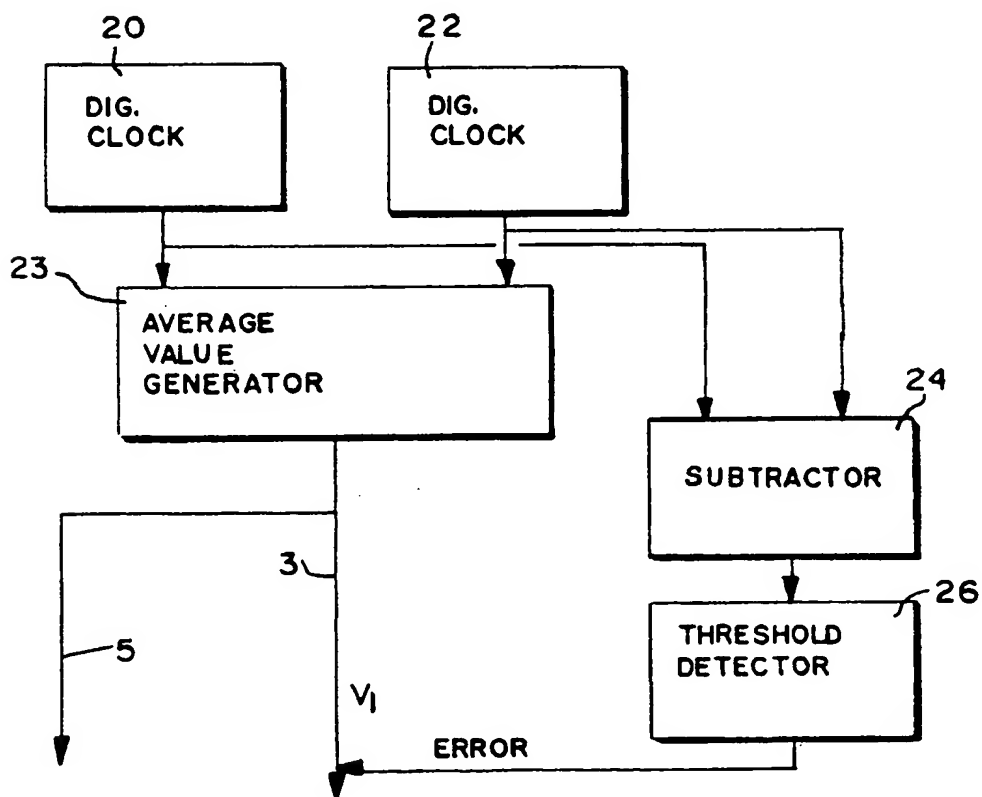 20
22
DIG.
CLOCK
DIG.
CLOCK
23
AVERAGE
VALUE
GENERATOR
24
SUBTRACTOR
3
26
5
THRESHOLD
DETECTOR
V1
ERROR